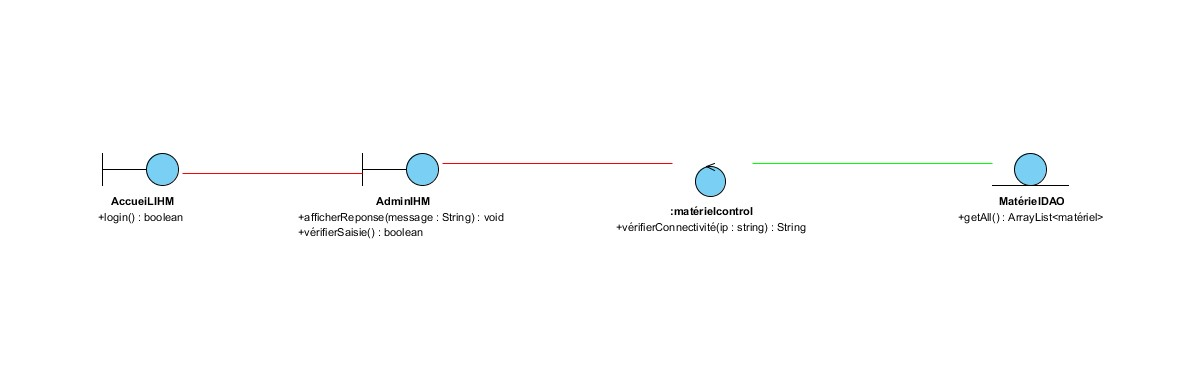 AccueiLIHM
+login() : boolean
AdminIHM
+afficherReponse(message : String) : void
+vérifierSaisie() : boolean
:matérielcontrol
+vérifierConnectivité(ip : string) : String
MatérielDAO
+getAll() : ArrayList<matériel>